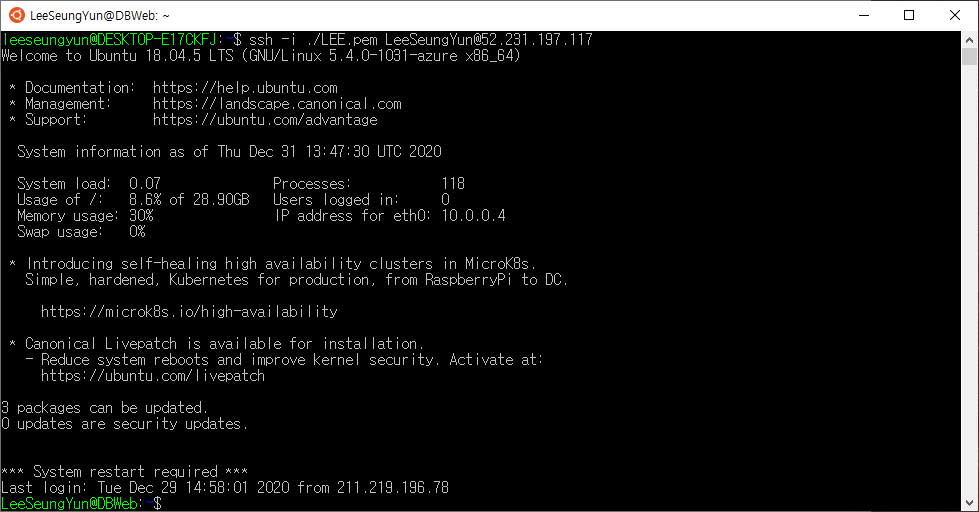 LeeSeungYun@DBWeb: ~
leeseungyun@DESKTOP-E17CKFJ:~$ ssh -i ./LEE.pem LeeSeungYun@52.231.197.117
Welcome to Ubuntu 18.04.5 LTS (GNU/Linux 5.4.0-1031-azure x86_64)
* Documentation:  https://help.ubuntu.com
* Management:     https://landscape.canonical.com
* Support:        https://ubuntu.com/advantage
System information as of Thu Dec 31 13:47:30 UTC 2020
System load:  0.07              Processes:           118
Usage of /:   8.6% of 28.90GB   Users logged in:     0
Memory usage: 30%               IP address for eth0: 10.0.0.4
Swap usage:   0%
* Introducing self-healing high availability clusters in MicroK8s.
Simple, hardened, Kubernetes for production, from RaspberryPi to DC.
https://microk8s.io/high-availability
* Canonical Livepatch is available for installation.
- Reduce system reboots and improve kernel security. Activate at:
https://ubuntu.com/livepatch
3 packages can be updated.
0 updates are security updates.
*** System restart required ***
Last login: Tue Dec 29 14:58:01 2020 from 211.219.196.78
LeeSeungYun@DBWeb:~$